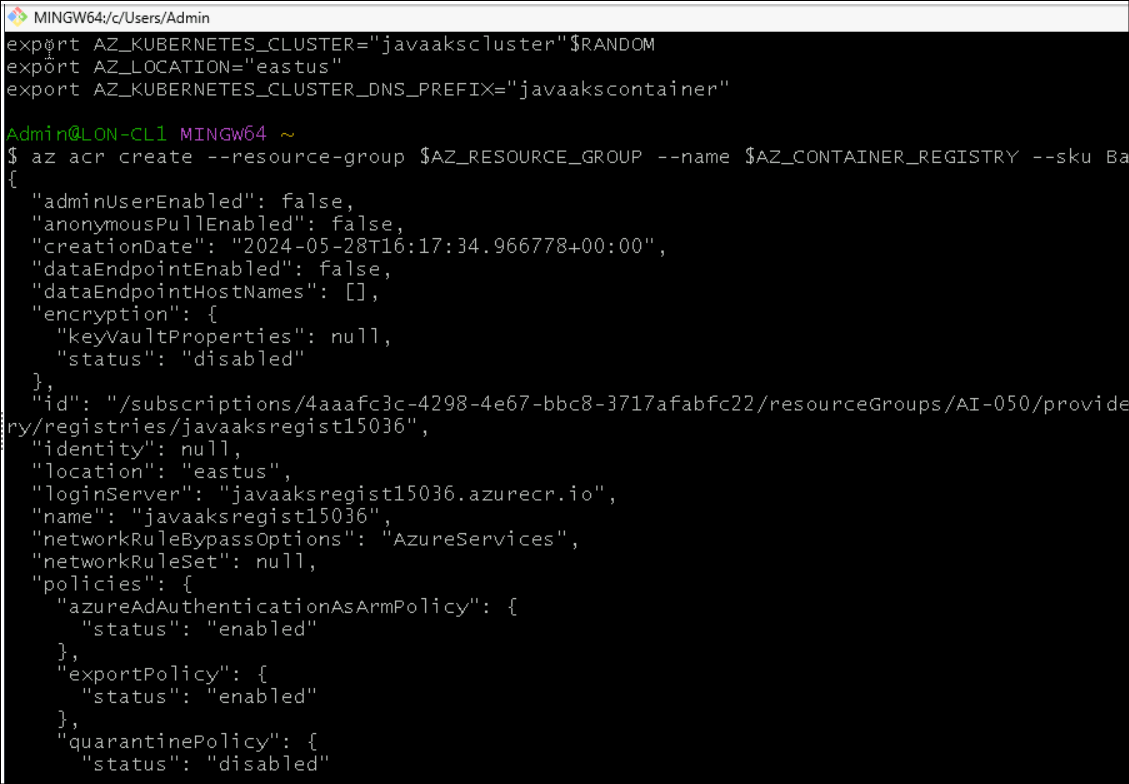 MINGW64:/c/Users/Admin
export AZ_KUBERNETES_CLUSTER="javaakscluster"$RANDOM
export AZ_LOCATION="eastus"
export AZ_KUBERNETES_CLUSTER_DNS_PREFIX="javaakscontainer"
Admin@LON-CL1 MINGW64 ~
$ az acr create --resource-group $AZ_RESOURCE_GROUP --name $AZ_CONTAINER_REGISTRY --sku Ba
{
  "adminUserEnabled": false,
  "anonymousPullEnabled": false,
  "creationDate": "2024-05-28T16:17:34.966778+00:00",
  "dataEndpointEnabled": false,
  "dataEndpointHostNames": [],
  "encryption": {
    "keyVaultProperties": null,
    "status": "disabled"
  },
  "id": "/subscriptions/4aaafc3c-4298-4e67-bbc8-3717afabfc22/resourceGroups/AI-050/provide
ry/registries/javaaksregist15036",
  "identity": null,
  "location": "eastus",
  "loginServer": "javaaksregist15036.azurecr.io",
  "name": "javaaksregist15036",
  "networkRuleBypassOptions": "AzureServices",
  "networkRuleSet": null,
  "policies": {
    "azureAdAuthenticationAsArmPolicy": {
      "status": "enabled"
    },
    "exportPolicy": {
      "status": "enabled"
    },
    "quarantinePolicy": {
      "status": "disabled"